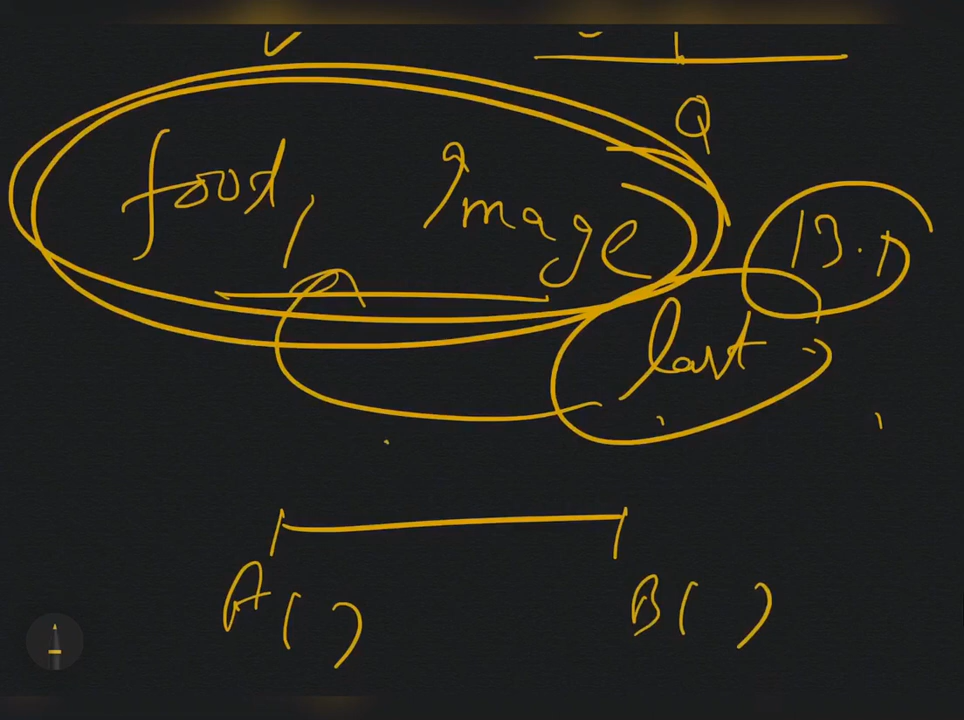 Q
food, Image
13.D
last
A( ) B( )